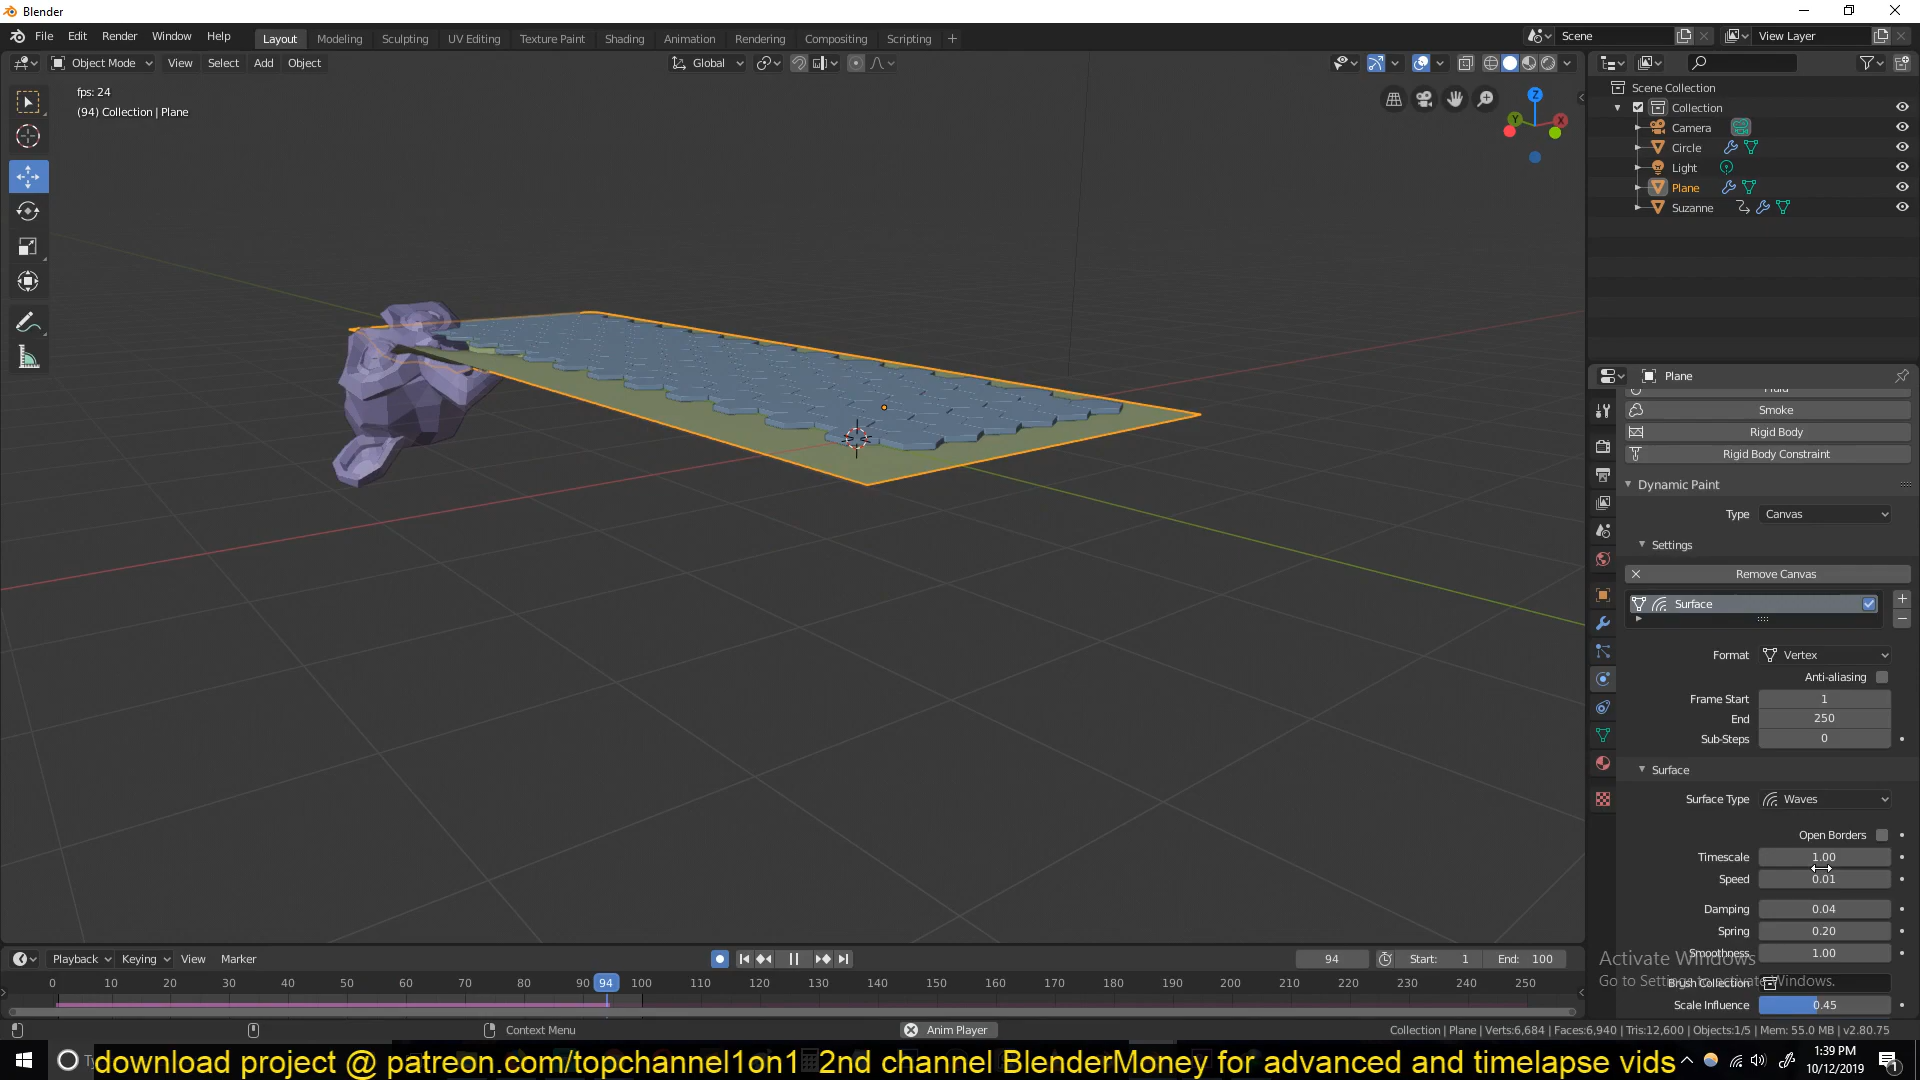 Blender
File Edit Render Window Help
Layout Modeling Sculpting UV Editing Texture Paint Shading Animation Rendering Compositing Scripting +
Scene
View Layer
Object Mode View Select Add Object
Global
fps: 24
(94) Collection | Plane
Z
Y
X
Scene Collection
Collection
Camera
Circle
Light
Plane
Suzanne
Plane
Smoke
Rigid Body
Rigid Body Constraint
Dynamic Paint
Type Canvas
Settings
Remove Canvas
Surface
Format Vertex
Anti-aliasing
Frame Start 1
End 250
Sub-Steps 0
Surface
Surface Type Waves
Open Borders
Timescale 1.00
Speed 0.01
Damping 0.04
Spring 0.20
Smoothness 1.00
Brush Collection
Scale Influence 0.45
Activate Windows
Go to Settings to activate Windows.
Playback Keying View Marker
94
Start: 1
End: 100
0 10 20 30 40 50 60 70 80 90 94 100 110 120 130 140 150 160 170 180 190 200 210 220 230 240 250
Context Menu
Anim Player
Collection | Plane | Verts:6,684 | Faces:6,940 | Tris:12,600 | Objects:1/5 | Mem: 55.0 MB | v2.80.75
download project @ patreon.com/topchannel1on1 2nd channel BlenderMoney for advanced and timelapse vids
1:39 PM
10/12/2019
1